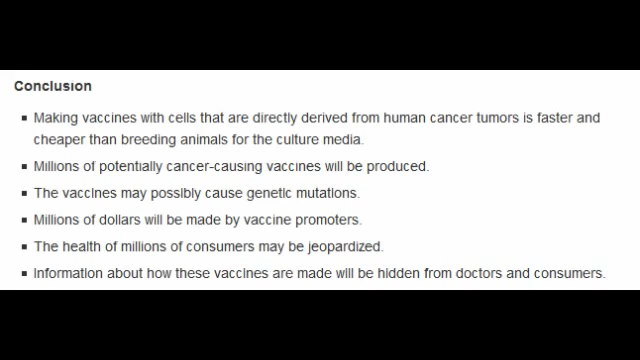 Conclusion
▪ Making vaccines with cells that are directly derived from human cancer tumors is faster and
cheaper than breeding animals for the culture media.
▪ Millions of potentially cancer-causing vaccines will be produced.
▪ The vaccines may possibly cause genetic mutations.
▪ Millions of dollars will be made by vaccine promoters.
▪ The health of millions of consumers may be jeopardized.
▪ Information about how these vaccines are made will be hidden from doctors and consumers.